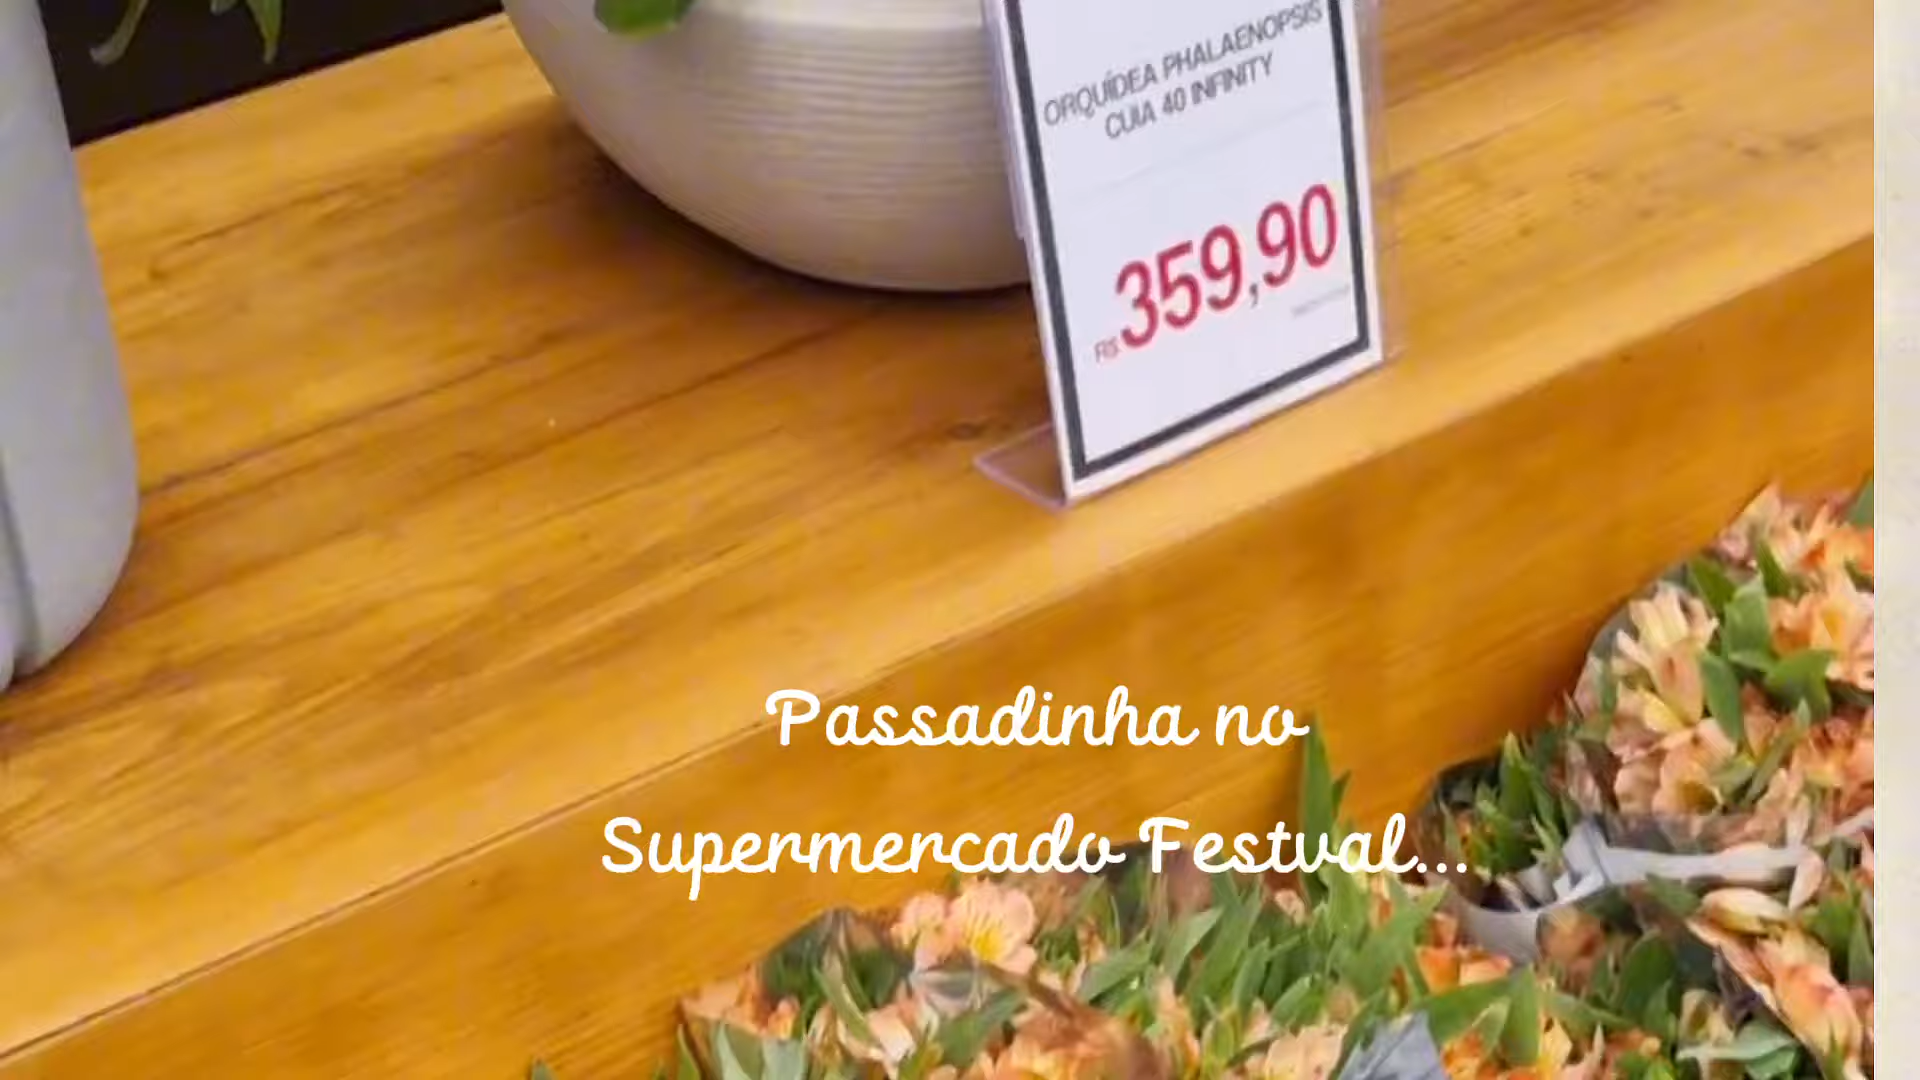 ORQUÍDEA PHALAENOPSIS
CUIA 40 INFINITY
R$ 359,90
Passadinha no
Supermercado Festval...